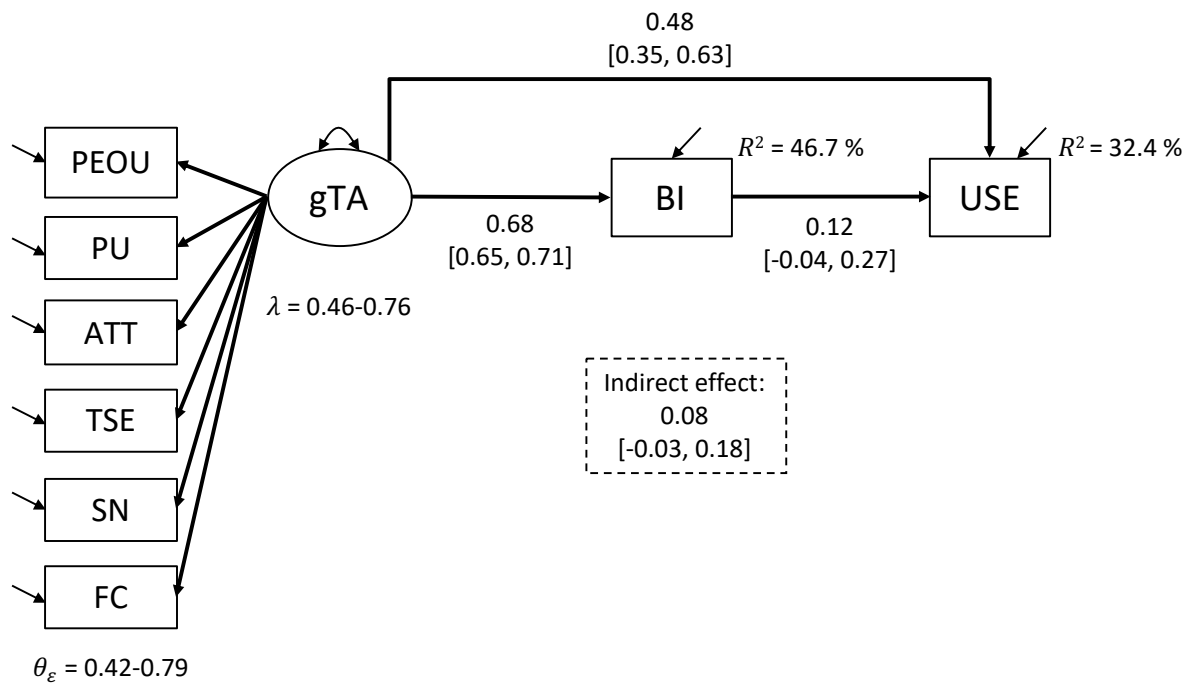 0.48
[0.35, 0.63]
PEOU
gTA
R² = 46.7 %
R² = 32.4 %
BI
USE
0.68
[0.65, 0.71]
0.12
[-0.04, 0.27]
PU
λ = 0.46-0.76
ATT
Indirect effect:
0.08
[-0.03, 0.18]
TSE
SN
FC
θ_ε = 0.42-0.79